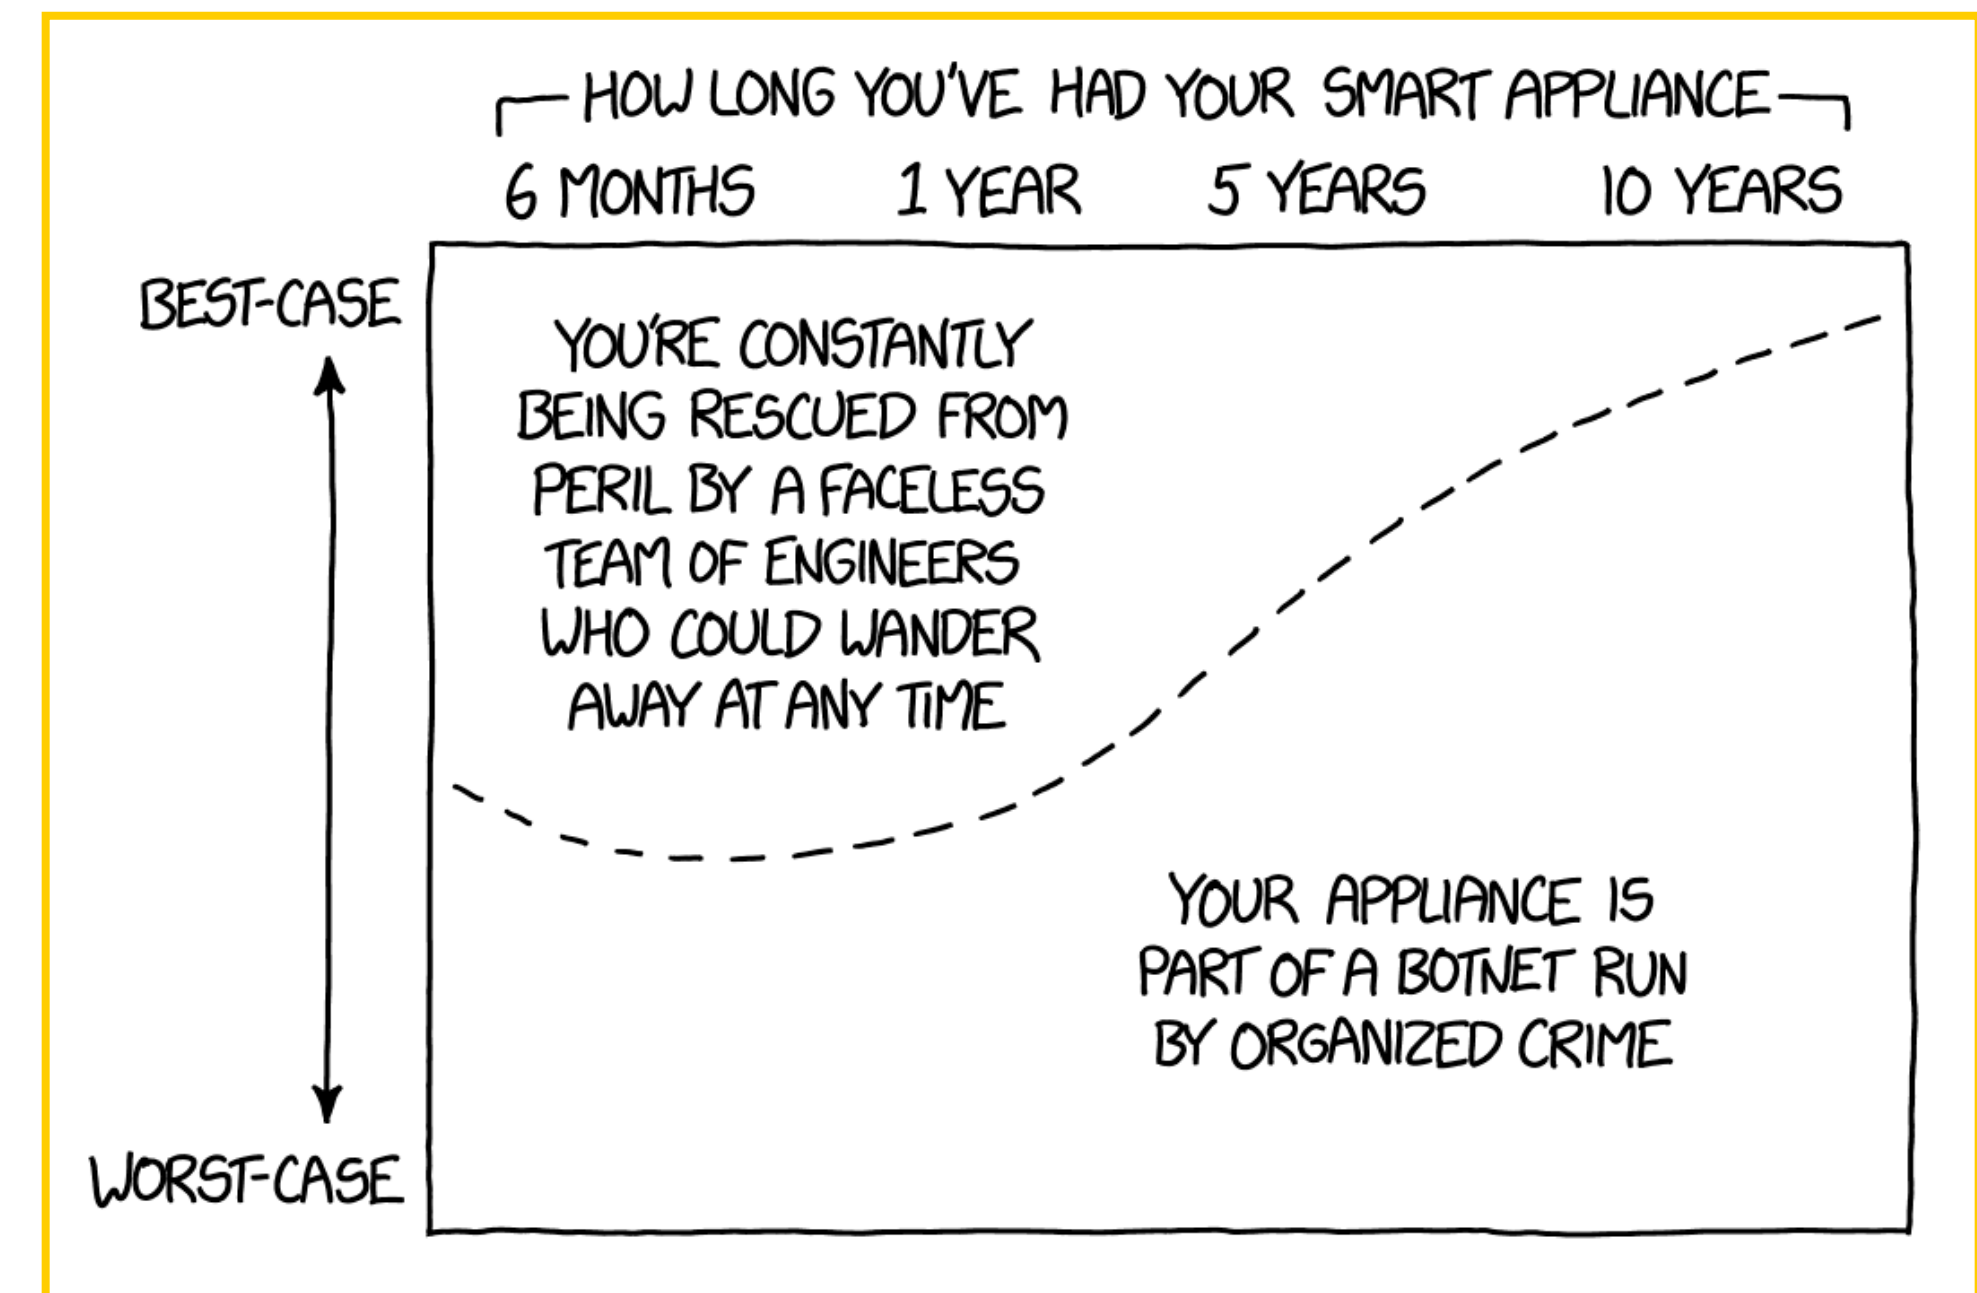 HOW LONG YOU'VE HAD YOUR SMART APPLIANCE
6 MONTHS 1 YEAR 5 YEARS 10 YEARS
BEST-CASE
YOU'RE CONSTANTLY
BEING RESCUED FROM
PERIL BY A FACELESS
TEAM OF ENGINEERS
WHO COULD WANDER
AWAY AT ANY TIME
YOUR APPLIANCE IS
PART OF A BOTNET RUN
BY ORGANIZED CRIME
WORST-CASE